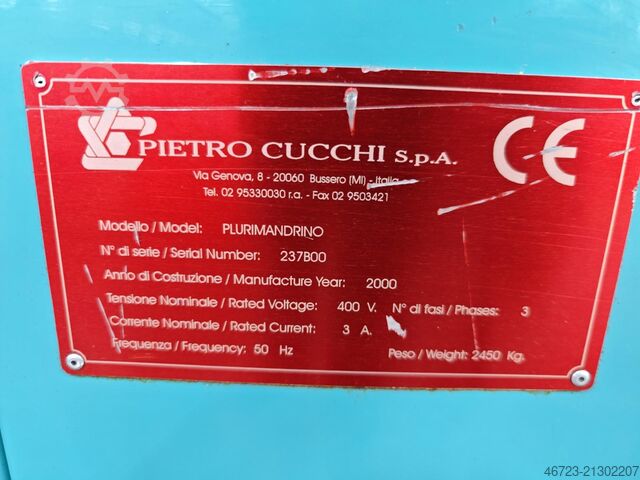 PIETRO CUCCHI S.p.A.
CE
Via Genova, 8 - 20060 Bussero (MI) - Italia
Tel. 02 95330030 r.a. - Fax 02 9503421
Modello / Model: PLURIMANDRINO
N° di serie / Serial Number: 237B00
Anno di Costruzione / Manufacture Year: 2000
Tensione Nominale / Rated Voltage: 400 V. N° di fasi / Phases: 3
Corrente Nominale / Rated Current: 3 A.
Frequenza / Frequency: 50 Hz Peso / Weight: 2450 Kg.
46723-21302207